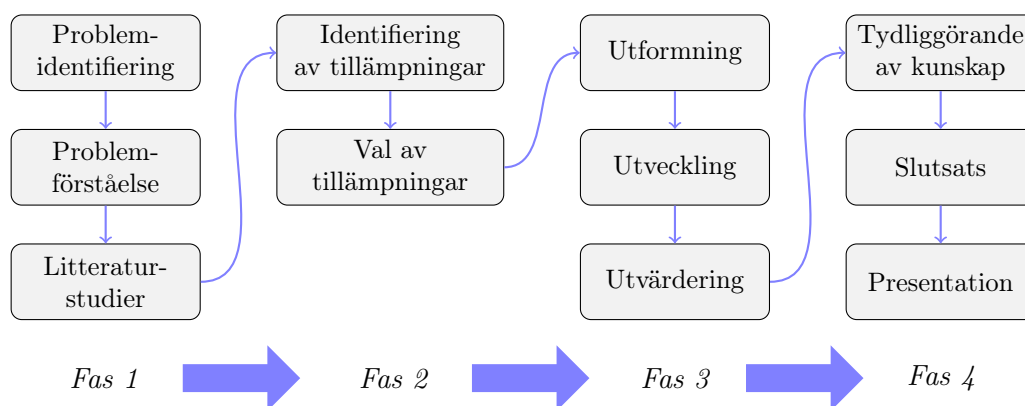 Problem-
identifiering
Problem-
förståelse
Litteratur-
studier
Identifiering
av tillämpningar
Val av
tillämpningar
Utformning
Utveckling
Utvärdering
Tydliggörande
av kunskap
Slutsats
Presentation
Fas 1
Fas 2
Fas 3
Fas 4